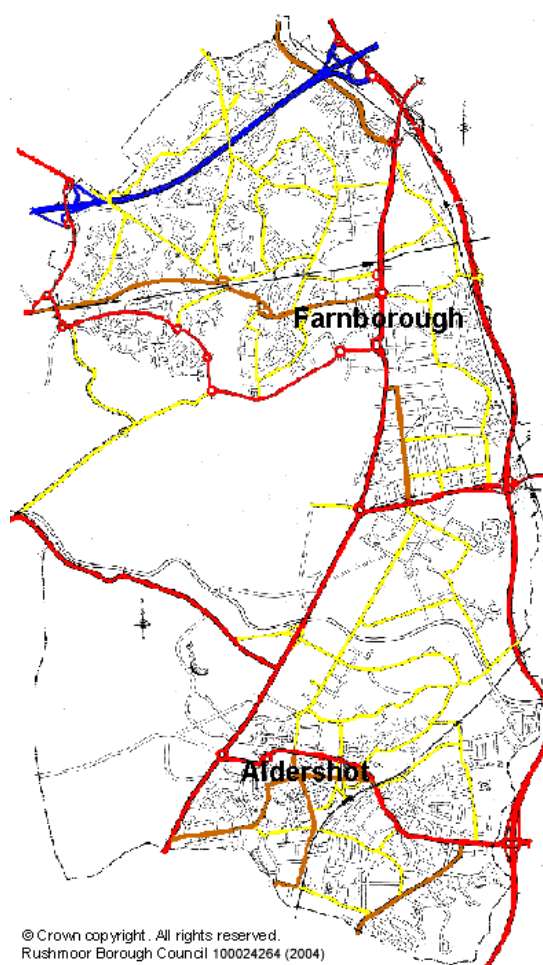 Farnborough
Aldershot
© Crown copyright. All rights reserved.
Rushmoor Borough Council 100024264 (2004)